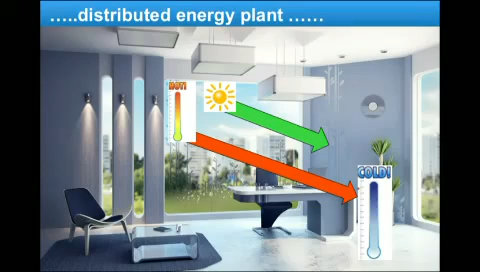 …..distributed energy plant ……
HOT!
COLD!